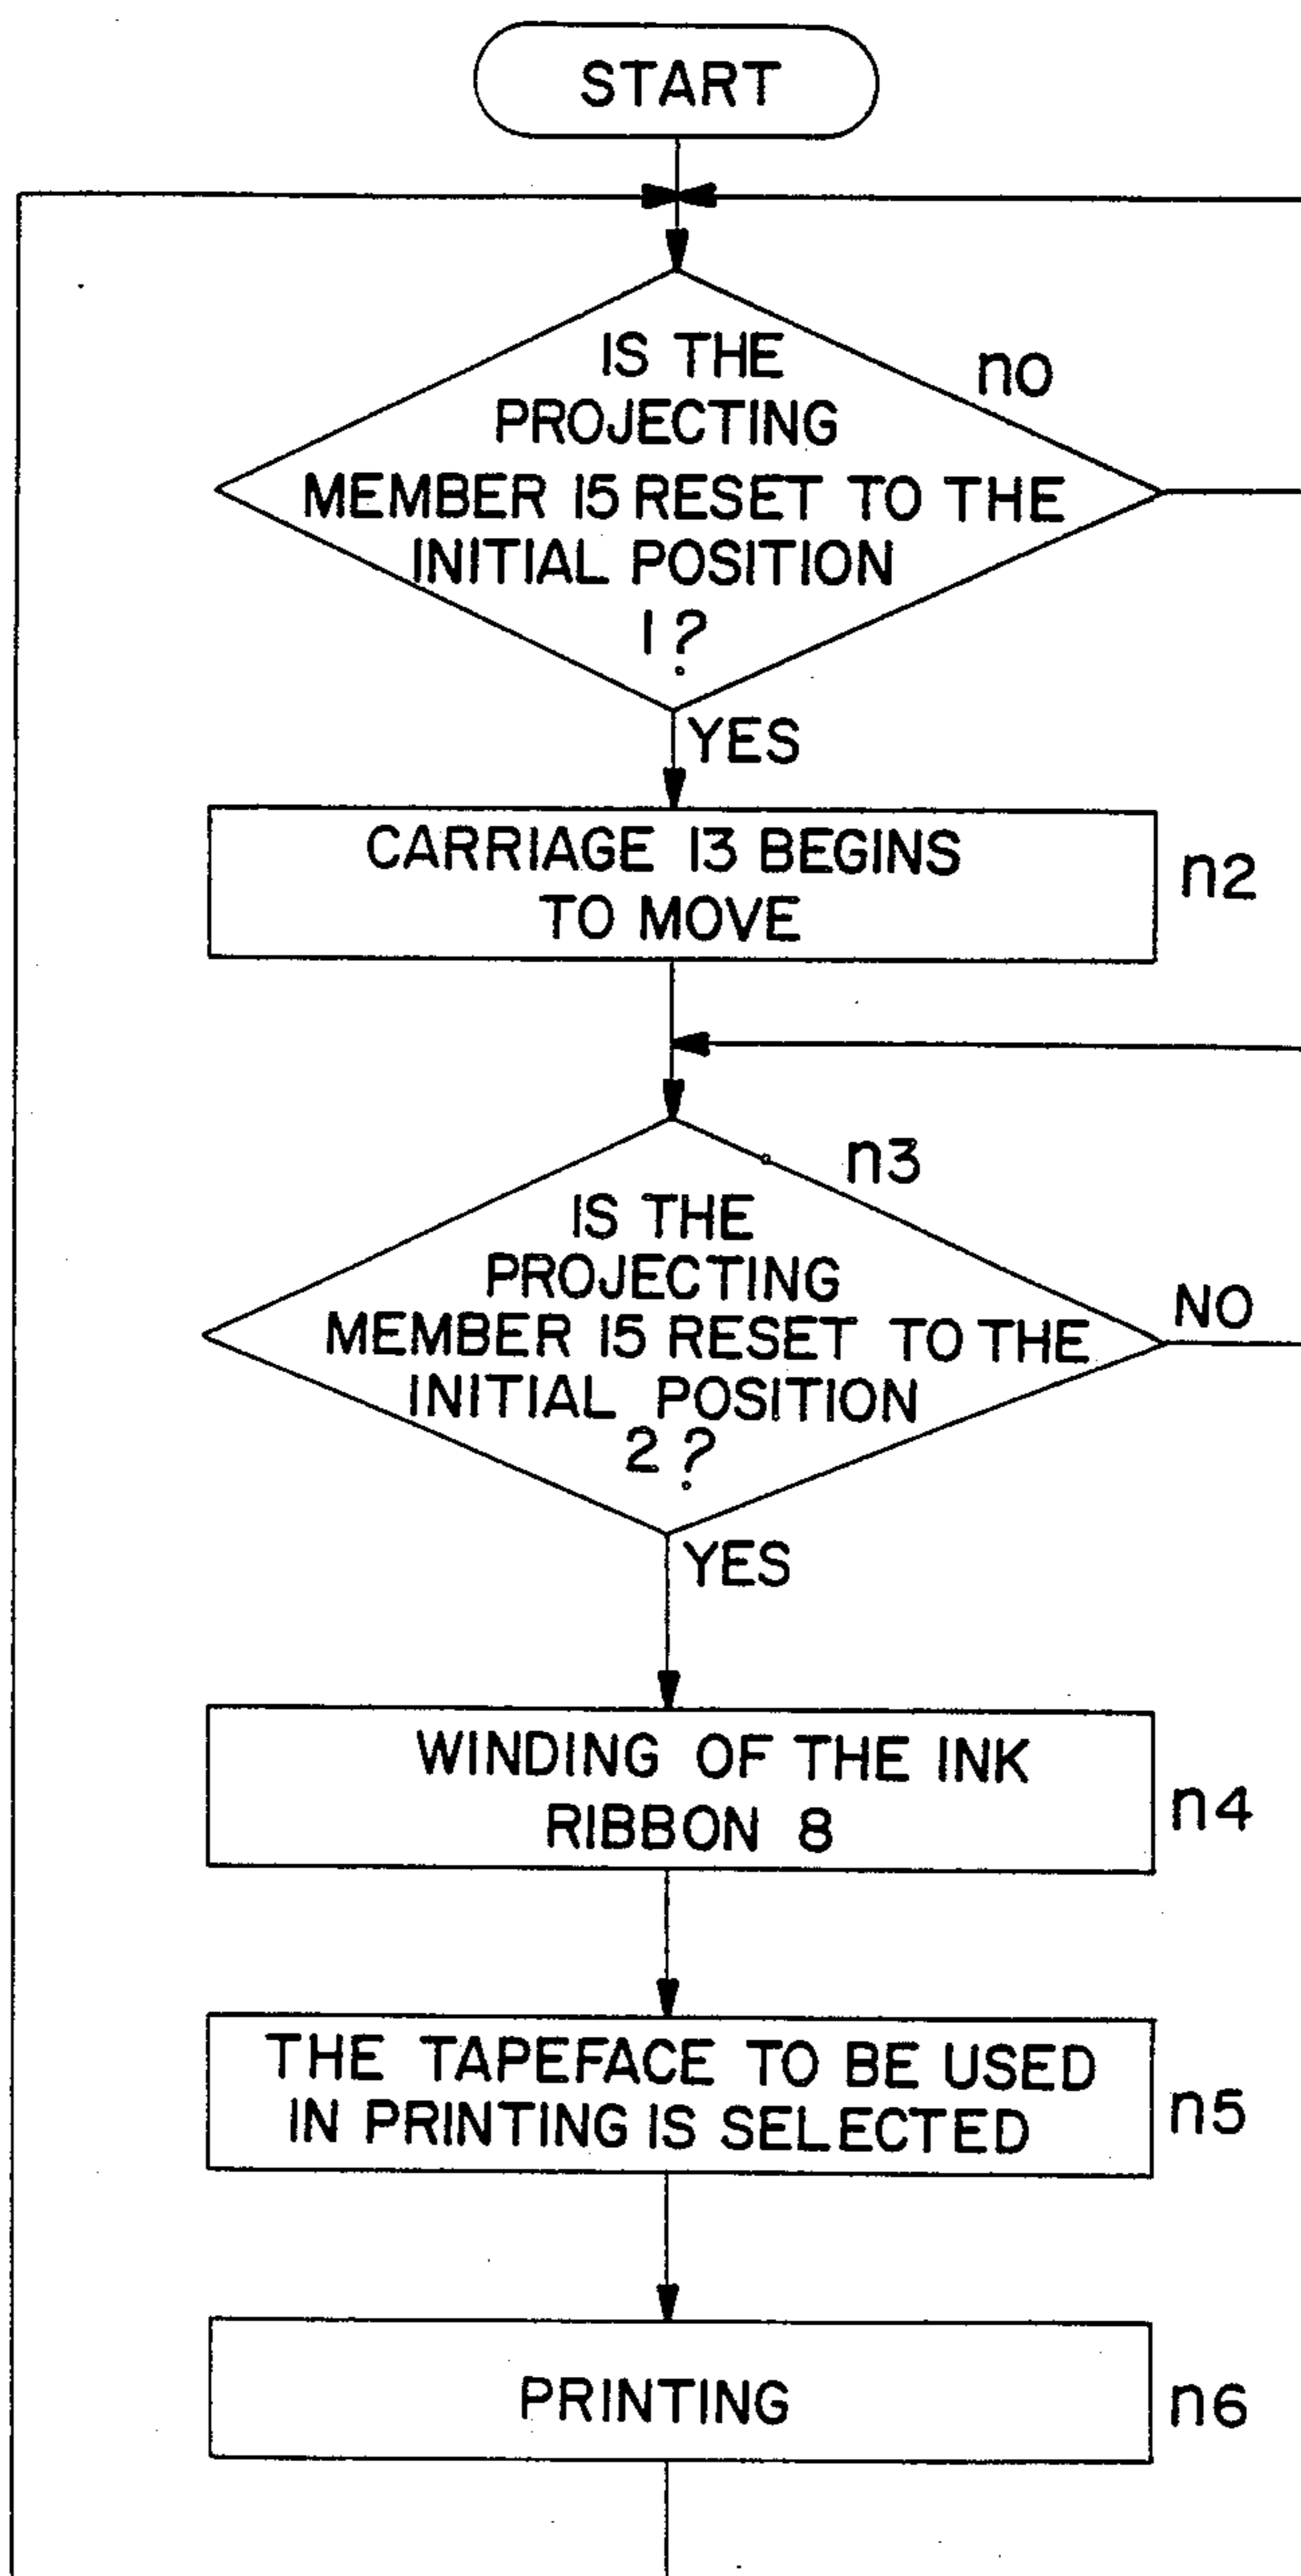 START
IS THE
nO
PROJECTING
MEMBER 15 RESET TO THE
INITIAL POSITION
1?
YES
CARRIAGE 13 BEGINS
TO MOVE
n2
n3
IS THE
PROJECTING
MEMBER 15 RESET TO THE
NO
INITIAL POSITION
2?
YES
WINDING OF THE INK
RIBBON 8
n4
THE TAPEFACE TO BE USED
IN PRINTING IS SELECTED
n5
PRINTING
n6